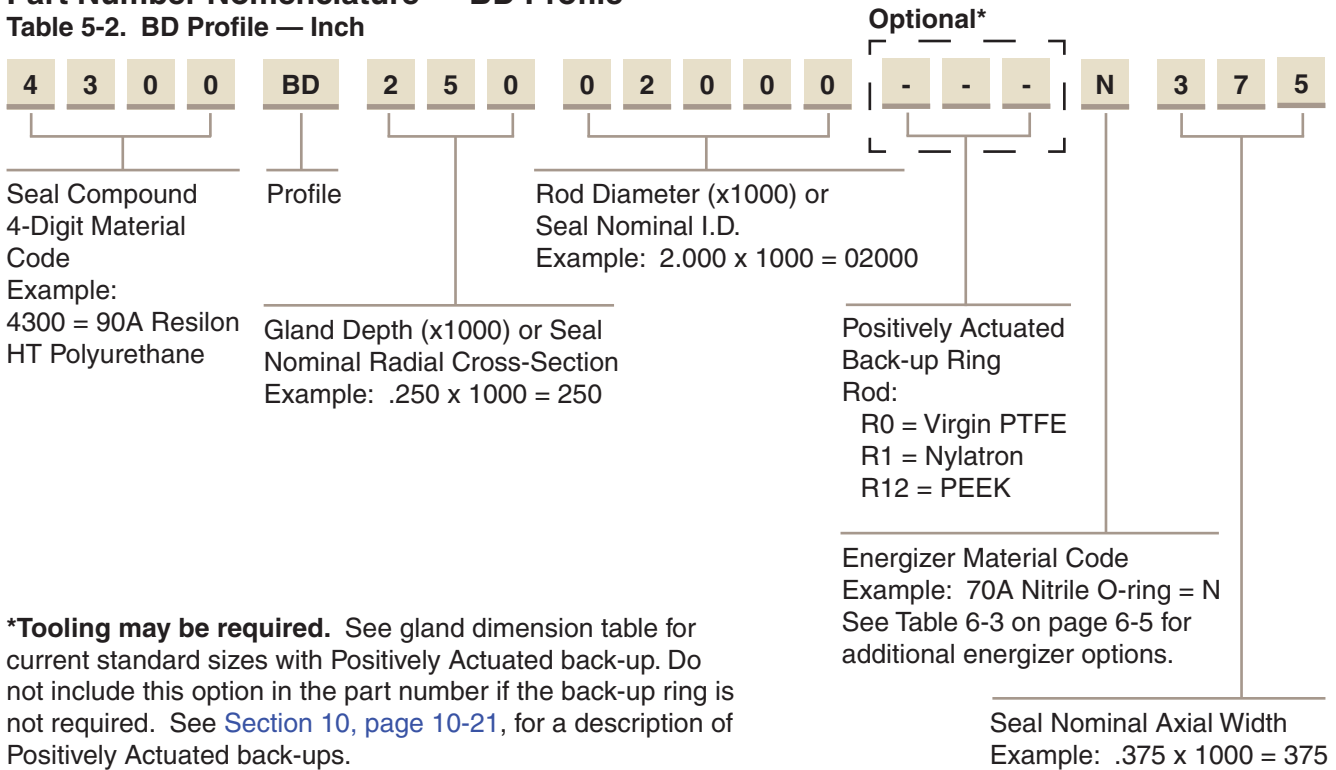 Table 5-2. BD Profile — Inch
Optional*
4 3 0 0 BD 2 5 0 0 2 0 0 0 - - - N 3 7 5
Seal Compound
4-Digit Material
Code
Example:
4300 = 90A Resilon
HT Polyurethane
Profile
Gland Depth (x1000) or Seal
Nominal Radial Cross-Section
Example: .250 x 1000 = 250
Rod Diameter (x1000) or
Seal Nominal I.D.
Example: 2.000 x 1000 = 02000
Positively Actuated
Back-up Ring
Rod:
R0 = Virgin PTFE
R1 = Nylatron
R12 = PEEK
Energizer Material Code
Example: 70A Nitrile O-ring = N
See Table 6-3 on page 6-5 for
additional energizer options.
Seal Nominal Axial Width
Example: .375 x 1000 = 375
*Tooling may be required. See gland dimension table for
current standard sizes with Positively Actuated back-up. Do
not include this option in the part number if the back-up ring is
not required. See Section 10, page 10-21, for a description of
Positively Actuated back-ups.